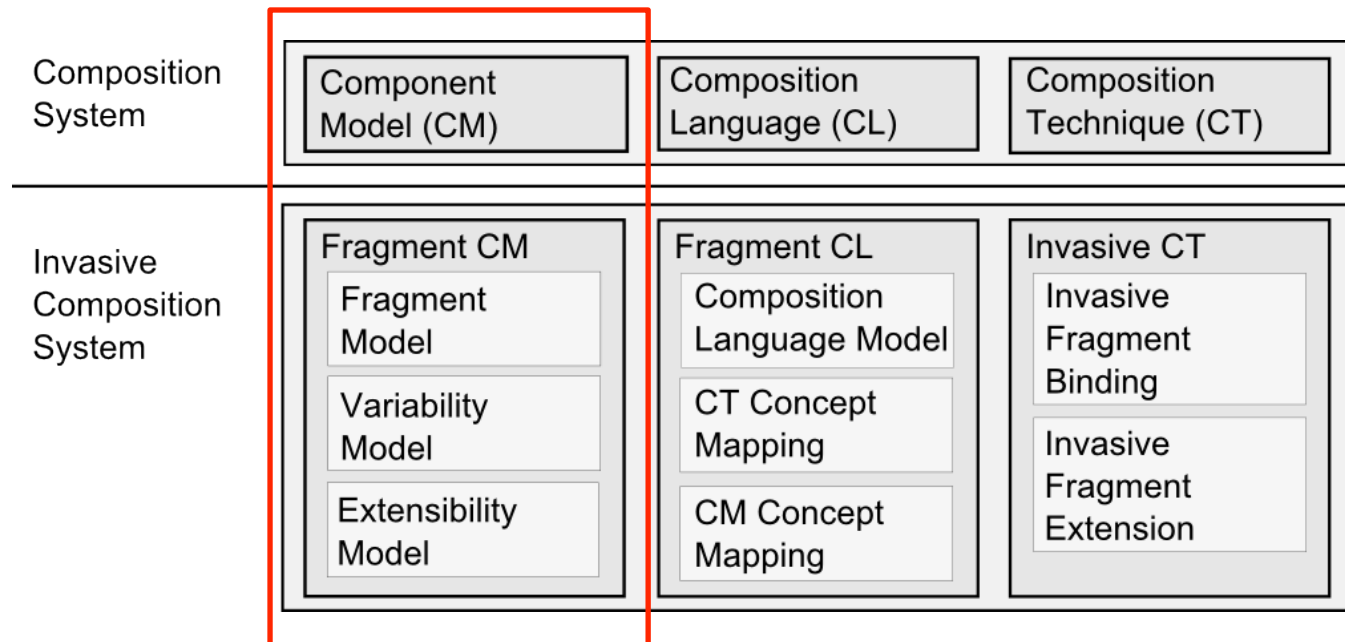 Composition
System
Component
Model (CM)
Composition
Language (CL)
Composition
Technique (CT)
Invasive
Composition
System
Fragment CM
Fragment
Model
Variability
Model
Extensibility
Model
Fragment CL
Composition
Language Model
CT Concept
Mapping
CM Concept
Mapping
Invasive CT
Invasive
Fragment
Binding
Invasive
Fragment
Extension